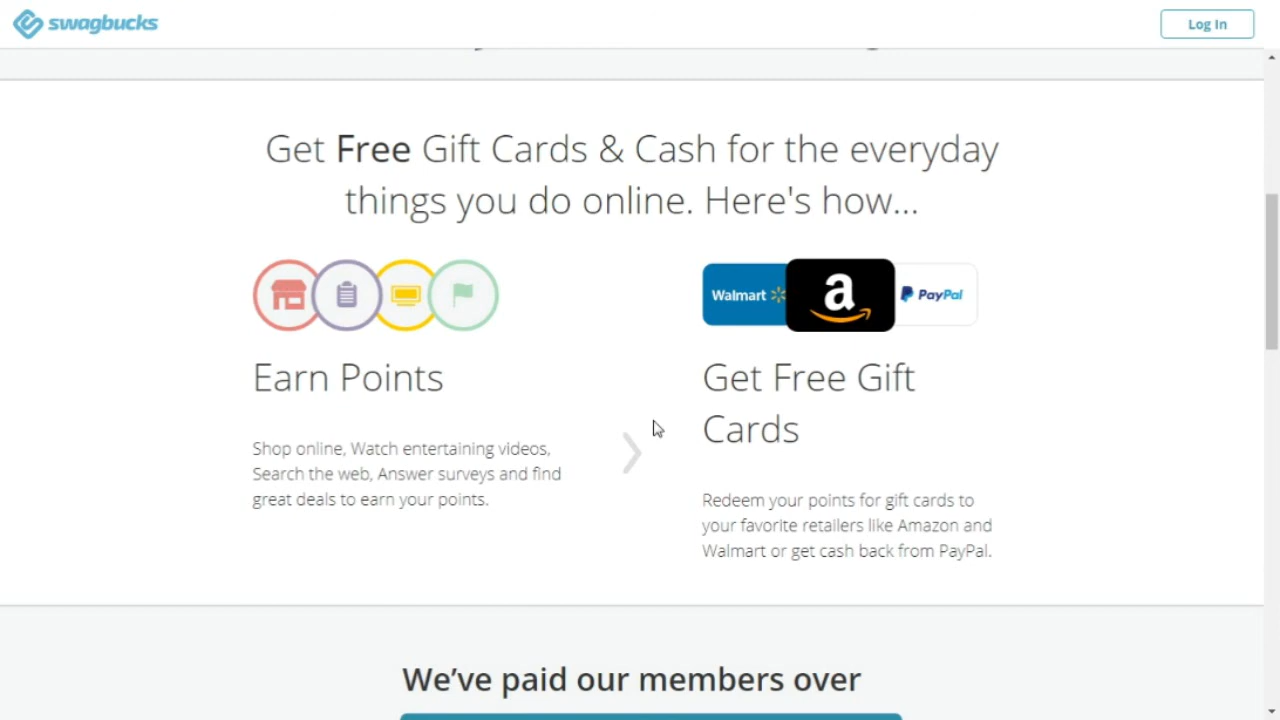 swagbucks
Log In
Get Free Gift Cards & Cash for the everyday
things you do online. Here's how...
Walmart
a
PayPal
Earn Points
Shop online, Watch entertaining videos,
Search the web, Answer surveys and find
great deals to earn your points.
Get Free Gift
Cards
Redeem your points for gift cards to
your favorite retailers like Amazon and
Walmart or get cash back from PayPal.
We’ve paid our members over